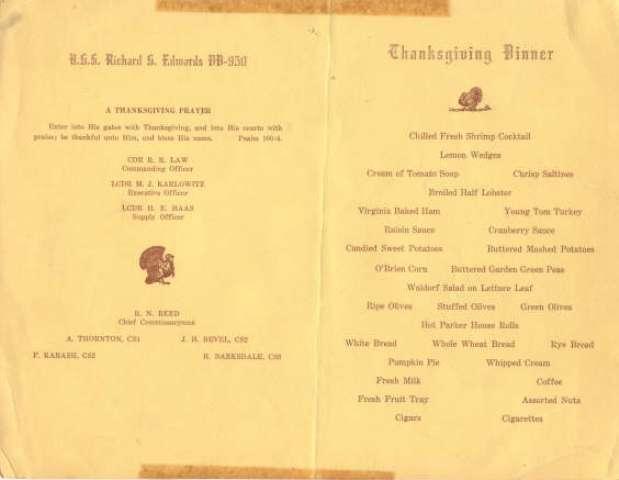 U.S.S. Richard S. Edwards DD-950
A THANKSGIVING PRAYER
Enter into His gates with Thanksgiving, and into His courts with
praise; be thankful unto Him, and bless His name. Psalm 100:4.
CDR R. R. LAW
Commanding Officer
LCDR M. J. KARLOWITZ
Executive Officer
LCDR H. E. HAAS
Supply Officer
R. N. REED
Chief Commissaryman
A. THORNTON, CS1 J. H. BEVEL, CS2
F. KARASH, CS2 R. BARKSDALE, CS3
Thanksgiving Dinner
Chilled Fresh Shrimp Cocktail
Lemon Wedges
Cream of Tomato Soup Chrisp Saltines
Broiled Half Lobster
Virginia Baked Ham Young Tom Turkey
Raisin Sauce Cranberry Sauce
Candied Sweet Potatoes Buttered Mashed Potatoes
O'Brien Corn Buttered Garden Green Peas
Waldorf Salad on Lettuce Leaf
Ripe Olives Stuffed Olives Green Olives
Hot Parker House Rolls
White Bread Whole Wheat Bread Rye Bread
Pumpkin Pie Whipped Cream
Fresh Milk Coffee
Fresh Fruit Tray Assorted Nuts
Cigars Cigarettes